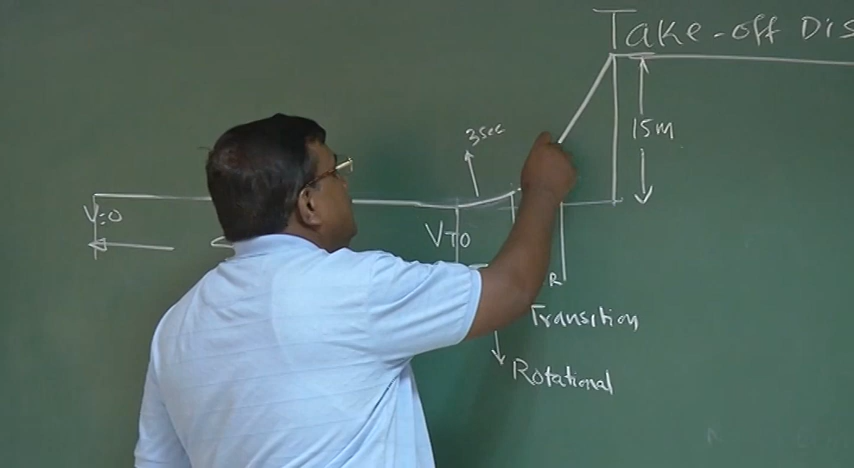 Take-off Dis
3sec
15m
V=0
VTO
R
Transition
Rotational